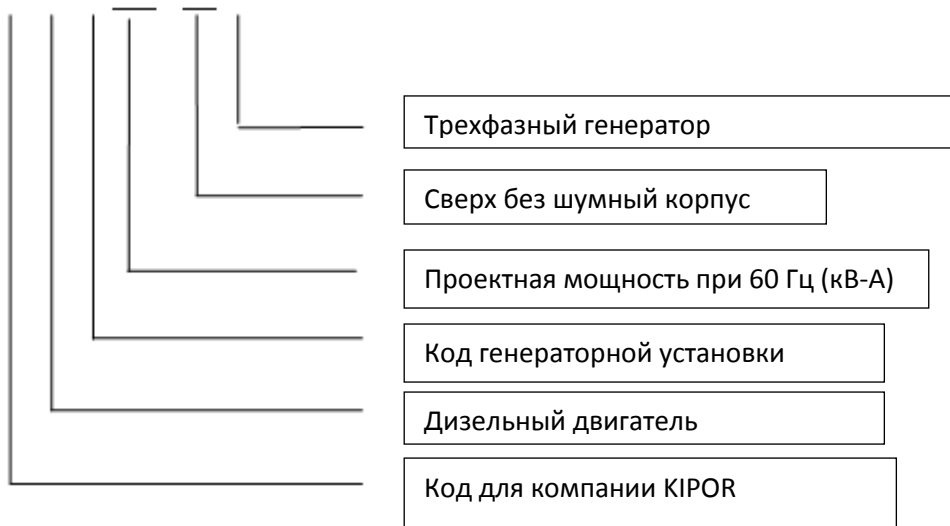 Трехфазный генератор
Сверх без шумный корпус
Проектная мощность при 60 Гц (кВ-А)
Код генераторной установки
Дизельный двигатель
Код для компании KIPOR